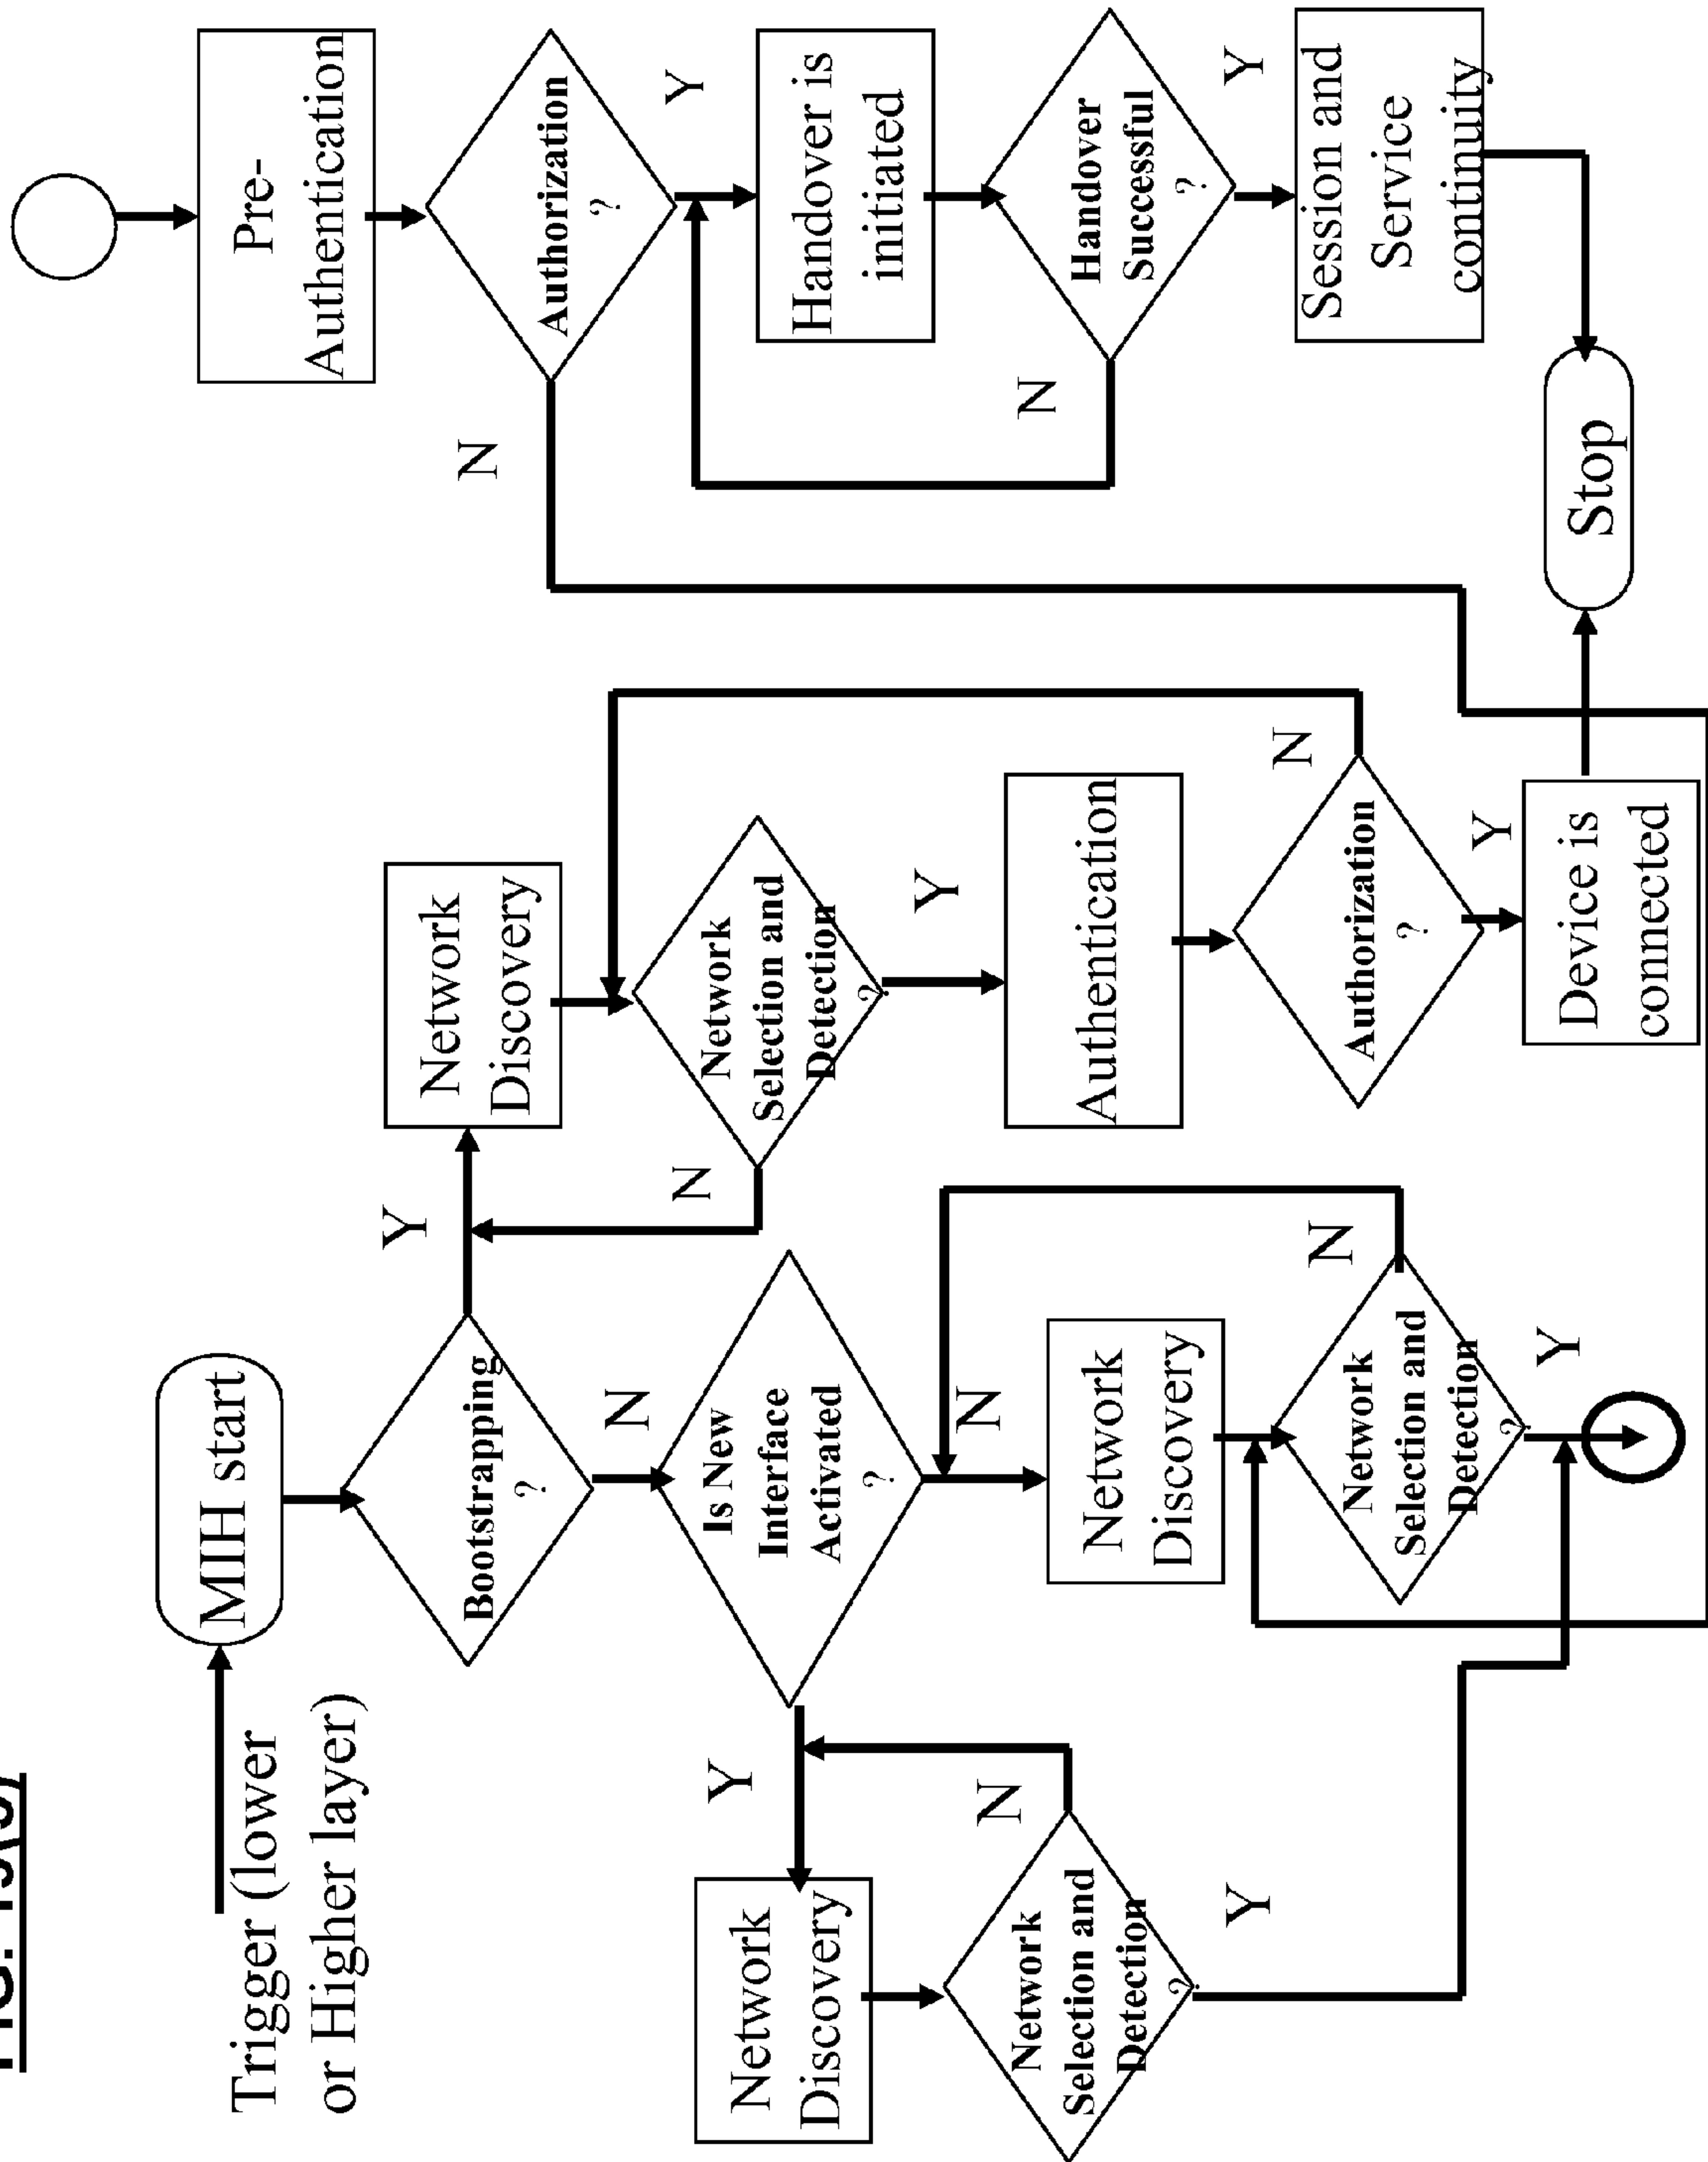 FIG.
Trigger (lower
or Higher layer)
MIH start
Bootstrapping
?
Y
N
Is New
Interface
Activated
?
Y
N
Network
Discovery
Network
Selection and
Detection
?
N
Y
Network
Discovery
Network
Selection and
Detection
?
N
Y
Network
Discovery
Network
Selection and
Detection
?
N
Y
Authentication
Authorization
?
N
Y
Device is
connected
Pre-
Authentication
Authorization
?
N
Y
Handover is
initiated
Handover
Successful
?
N
Y
Session and
Service
continuity
Stop